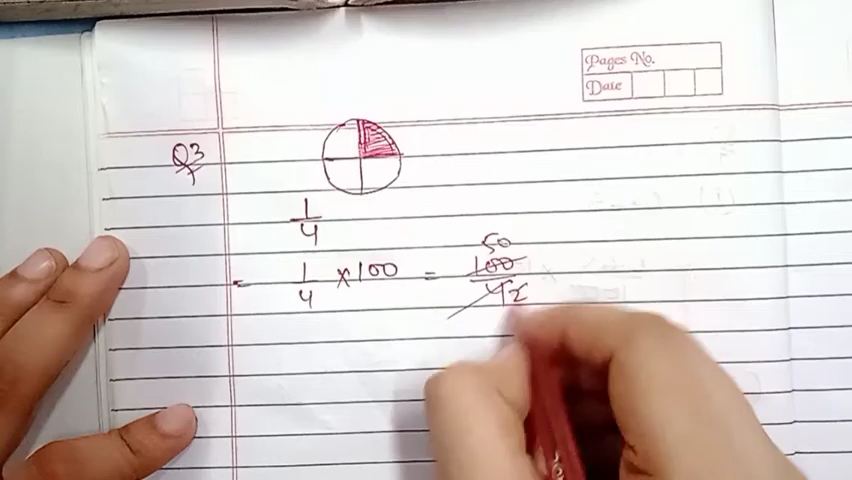 Pages No.
Date
Q3
1/4
= 1/4 × 100 = 100/4
50
2